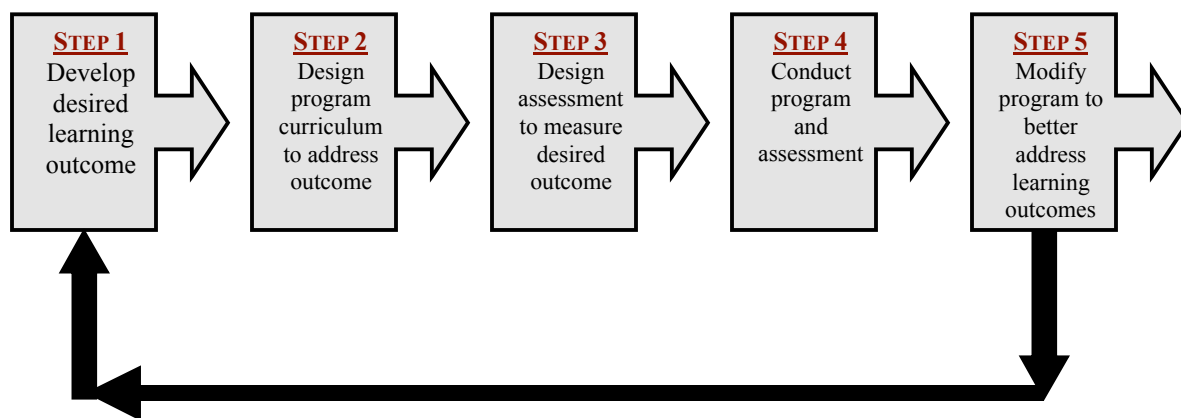 STEP 1
Develop
desired
learning
outcome
STEP 2
Design
program
curriculum
to address
outcome
STEP 3
Design
assessment
to measure
desired
outcome
STEP 4
Conduct
program
and
assessment
STEP 5
Modify
program to
better
address
learning
outcomes